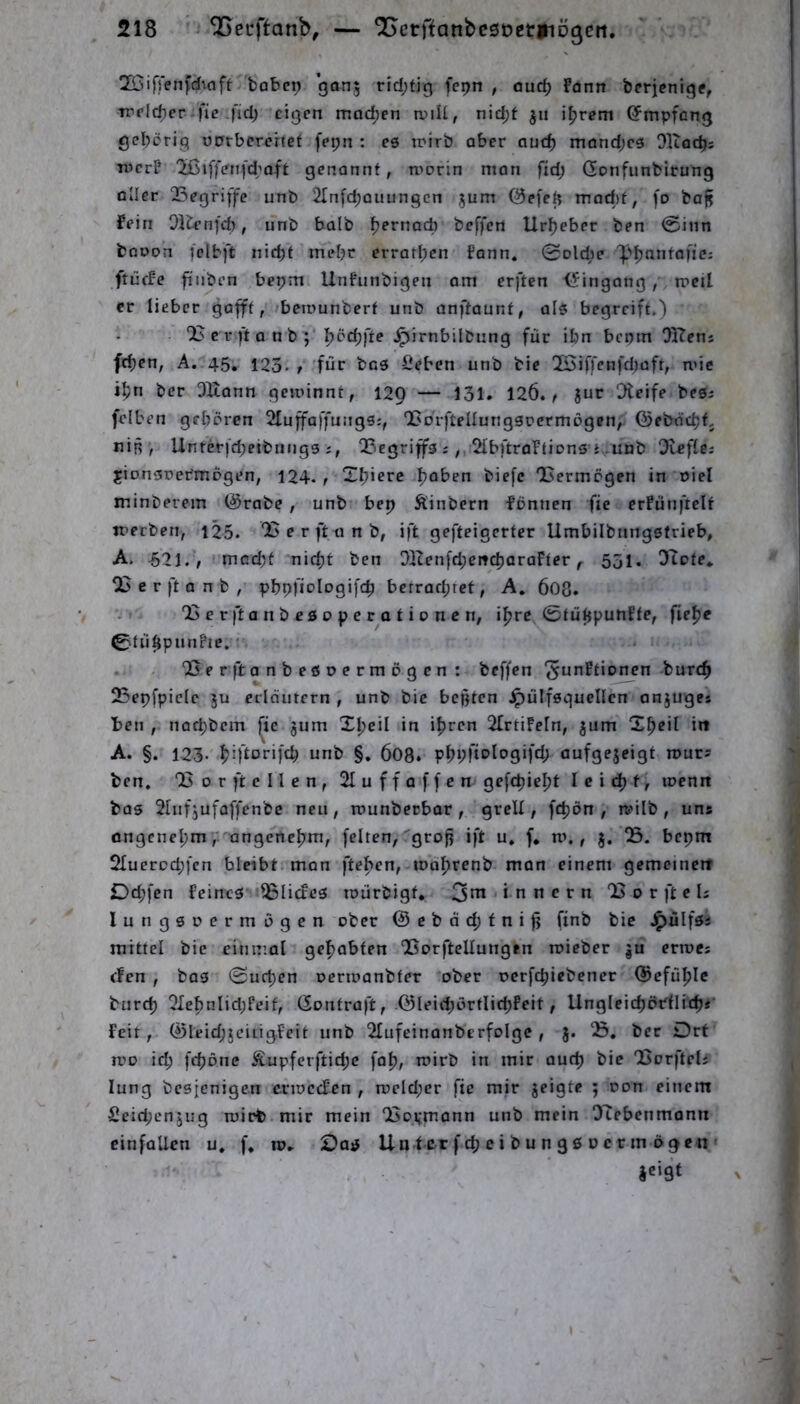 218 Verstand, — Verstandesvermögen.
Wissenschaft dabey ganz richtig seyn, auch kann derjenige,
welcher sie sich eigen machen will, nicht zu ihrem Empfang
gehörig vorbereitet seyn: es wird aber auch manches Mach-
werk Wissenschaft genannt, worin man sich Confundirung
aller Begriffe und Anschauungen zum Gesetz macht, so daß
kein Mensch, und bald hernach dessen Urheber den Sinn
davon selbst nicht mehr errathen kann. Solche Phantasie-
stücke finden beym Unkundigen am ersten Eingang, weil
er lieber gafft, bewundert und anstaunt, als begreift.)
Verstand; höchste Hirnbildung für ihn beym Men-
schen, A. 45. 123., für das Leben und die Wissenschaft, wie
ihn der Mann gewinnt, 129 — 131. 126., zur Reife des-
selben gehören Auffassungs-, Vorstellungsvermögen, Gedächt-
niß, Unterscheidungs-, Begriffs-, Abstraktions- und Refle-
xionsvermögen, 124., Thiere haben diese Vermögen in viel
minderem Grade, und bey Kindern können sie erkünstelt
werden, 125. Verstand, ist gesteigerter Umbildungstrieb,
A. 521., macht nicht den Menschencharakter, 531. Note.
Verstand, physiologisch betrachtet, A. 608.
Verstandesoperationen, ihre Stützpunkte, siehe
Stützpunkte.
Verstandesvermögen: dessen Funktionen durch
Beyspiele zu erläutern, und die besten Hülfsquellen anzuge-
ben, nachdem sie zum Theil in ihren Artikeln, zum Theil in
A. §. 123. historisch und §. 608. physiologisch aufgezeigt wur-
den. Vorstellen, Auffassen geschieht leicht, wenn
das Aufzufassende neu, wunderbar, grell, schön, wild, un-
angenehm, angenehm, selten, groß ist u. s. w., z. B. beym
Auerochsen bleibt man stehen, während man einem gemeinen
Ochsen keines Blickes würdigt. Im innern Vorstel-
lungsvermögen oder Gedächtniß sind die Hülfs-
mittel die einmal gehabten Vorstellungen wieder zu erwe-
cken, das Suchen verwandter oder verschiedener Gefühle
durch Aehnlichkeit, Contrast, Gleichörtlichkeit, Ungleichörtlich-
keit, Gleichzeitigkeit und Aufeinanderfolge, z. B. der Ort
wo ich schöne Kupferstiche sah, wird in mir auch die Vorstel-
lung desjenigen erwecken, welcher sie mir zeigte; von einem
Leichenzug wird mir mein Vormann und mein Nebenmann
einfallen u. s. w. Das Unterscheidungsvermögen
zeigt